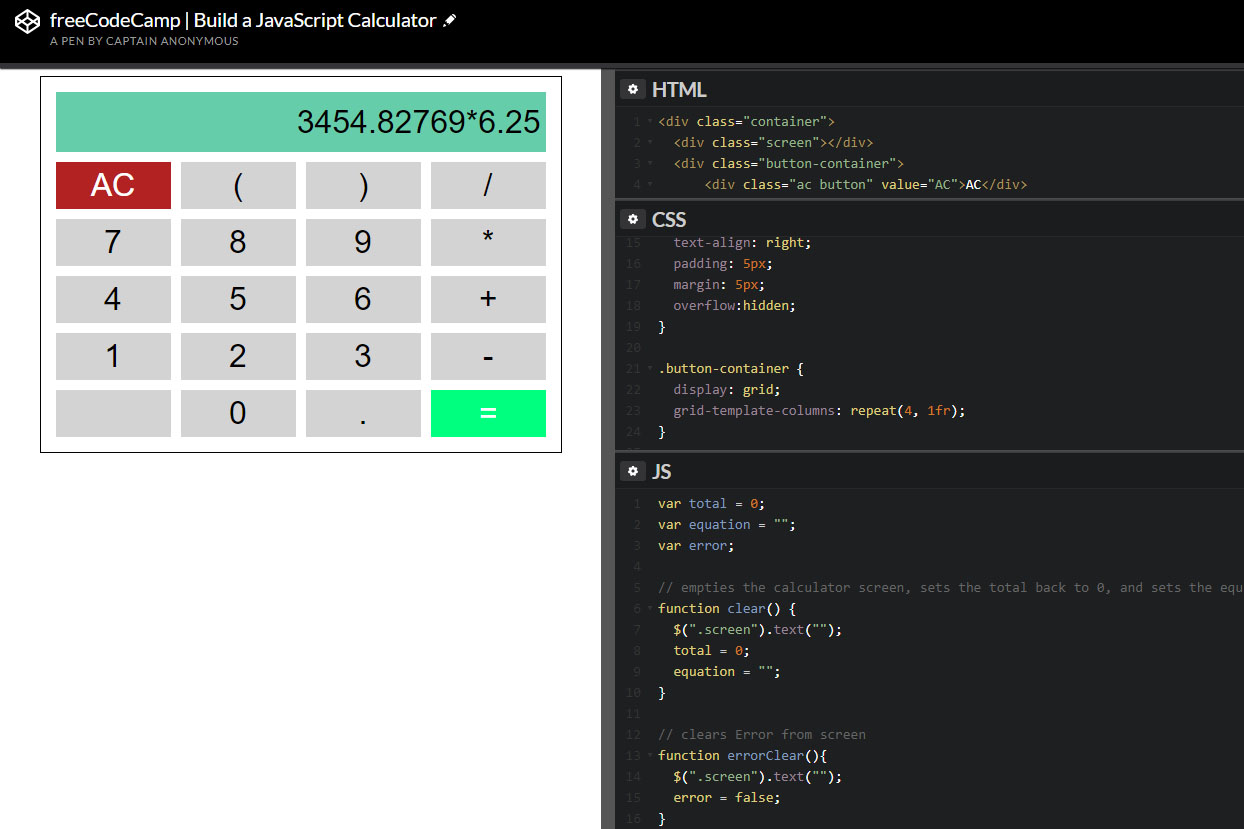 freeCodeCamp | Build a JavaScript Calculator
A PEN BY CAPTAIN ANONYMOUS
3454.82769*6.25
AC ( ) /
7 8 9 *
4 5 6 +
1 2 3 -
0 . =
HTML
1 <div class="container">
2 <div class="screen"></div>
3 <div class="button-container">
4 <div class="ac button" value="AC">AC</div>
CSS
15 text-align: right;
16 padding: 5px;
17 margin: 5px;
18 overflow:hidden;
19 }
20
21 .button-container {
22 display: grid;
23 grid-template-columns: repeat(4, 1fr);
24 }
JS
1 var total = 0;
2 var equation = "";
3 var error;
4
5 // empties the calculator screen, sets the total back to 0, and sets the equ
6 function clear() {
7 $(".screen").text("");
8 total = 0;
9 equation = "";
10 }
11
12 // clears Error from screen
13 function errorClear(){
14 $(".screen").text("");
15 error = false;
16 }